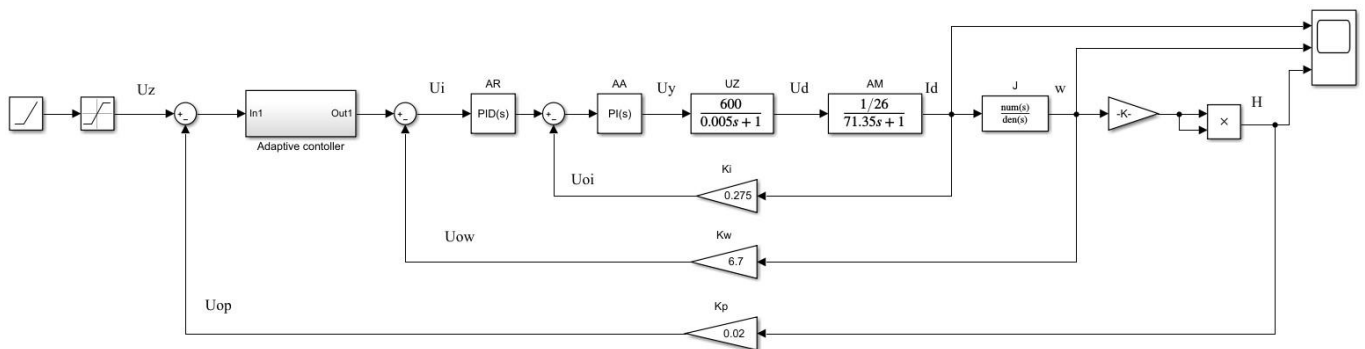 Uz
In1
Out1
Adaptive contoller
+
-
Ui
+
-
AR
PID(s)
+
-
AA
PI(s)
Uy
UZ
600
0.005s + 1
Ud
AM
1/26
71.35s + 1
Id
J
num(s)
den(s)
w
-K-
×
H
Uoi
Ki
0.275
Uow
Kw
6.7
Uop
Kp
0.02
+
-